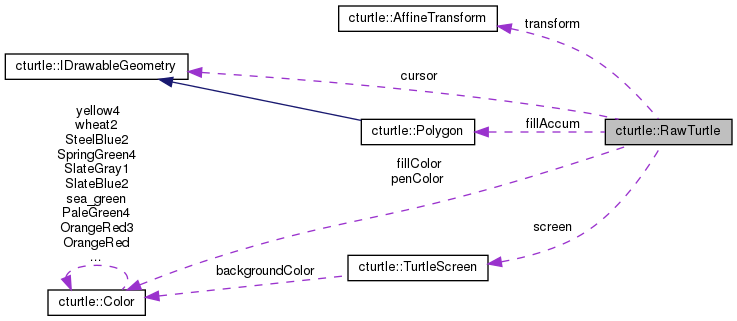 cturtle::AffineTransform
transform
cturtle::IDrawableGeometry
cursor
cturtle::Polygon
fillAccum
cturtle::RawTurtle
yellow4
wheat2
SteelBlue2
SpringGreen4
SlateGray1
SlateBlue2
sea_green
PaleGreen4
OrangeRed3
OrangeRed
...
fillColor
penColor
screen
backgroundColor
cturtle::TurtleScreen
cturtle::Color